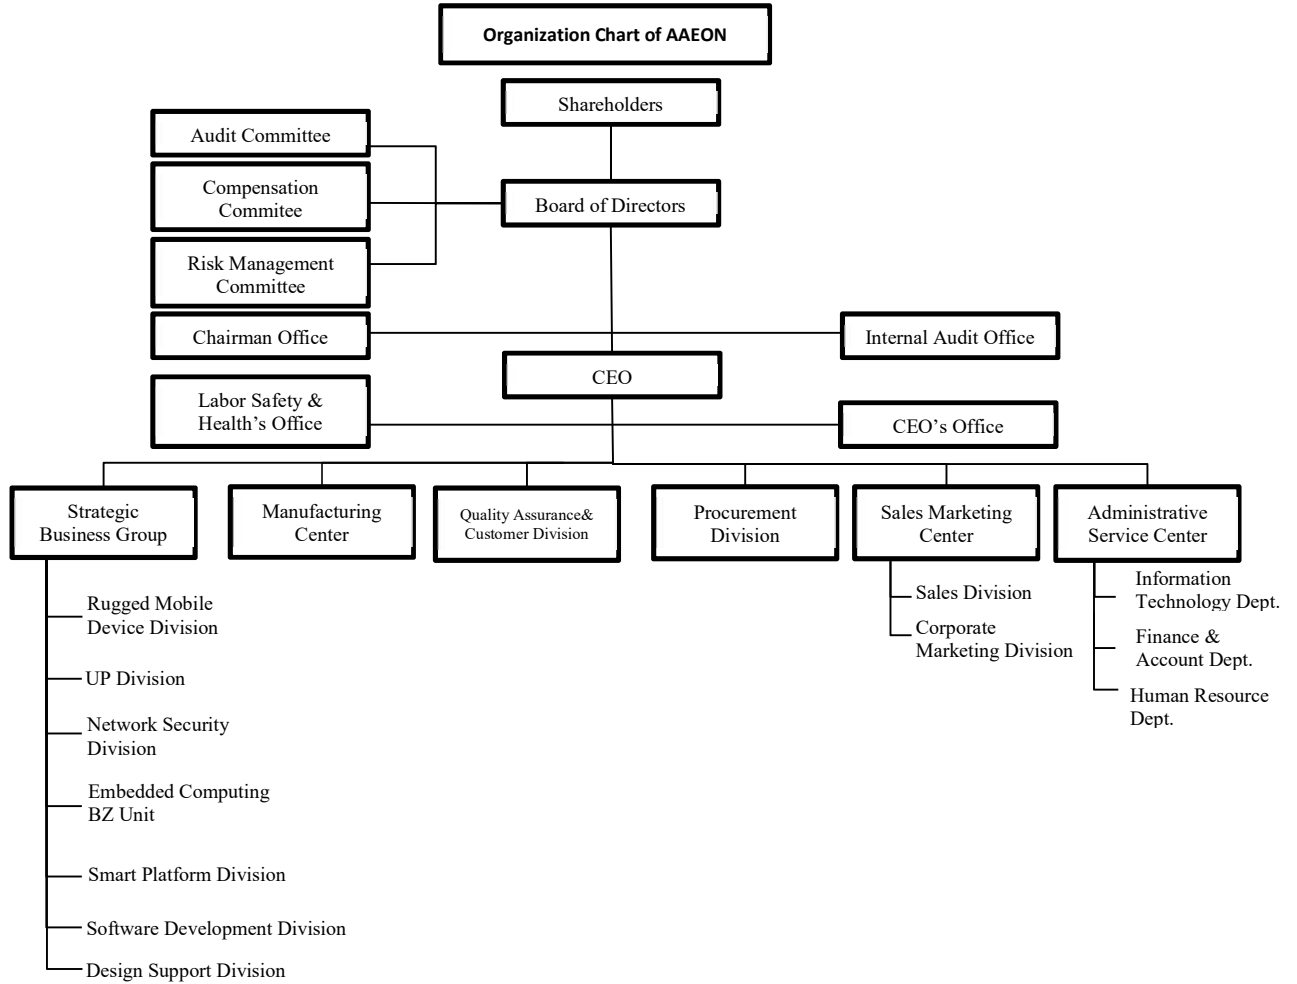 Organization Chart of AAEON
Shareholders
Audit Committee
Compensation
Commitee
Board of Directors
Risk Management
Committee
Chairman Office
Internal Audit Office
CEO
Labor Safety &
Health’s Office
CEO’s Office
Strategic
Business Group
Manufacturing
Center
Quality Assurance&
Customer Division
Procurement
Division
Sales Marketing
Center
Administrative
Service Center
Rugged Mobile
Device Division
UP Division
Network Security
Division
Embedded Computing
BZ Unit
Smart Platform Division
Software Development Division
Design Support Division
Sales Division
Corporate
Marketing Division
Information
Technology Dept.
Finance &
Account Dept.
Human Resource
Dept.